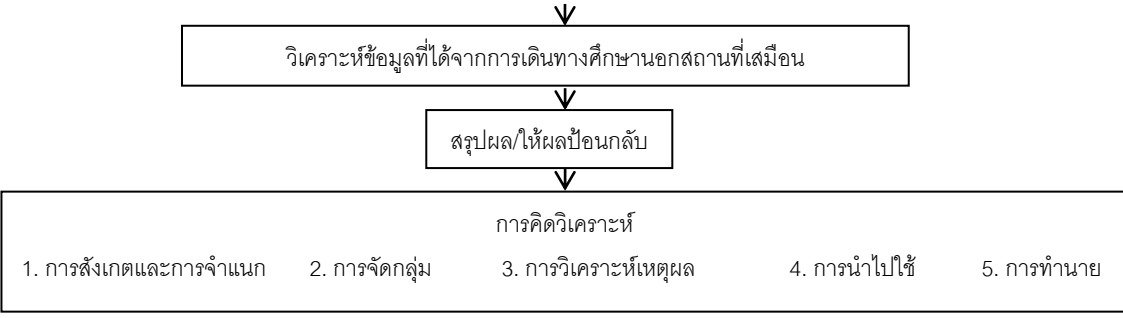 วิเคราะห์ข้อมูลที่ได้จากการเดินทางศึกษานอกสถานที่เสมือน
สรุปผล/ให้ผลป้อนกลับ
การคิดวิเคราะห์
1. การสังเกตและการจำแนก 2. การจัดกลุ่ม 3. การวิเคราะห์เหตุผล 4. การนำไปใช้ 5. การทำนาย